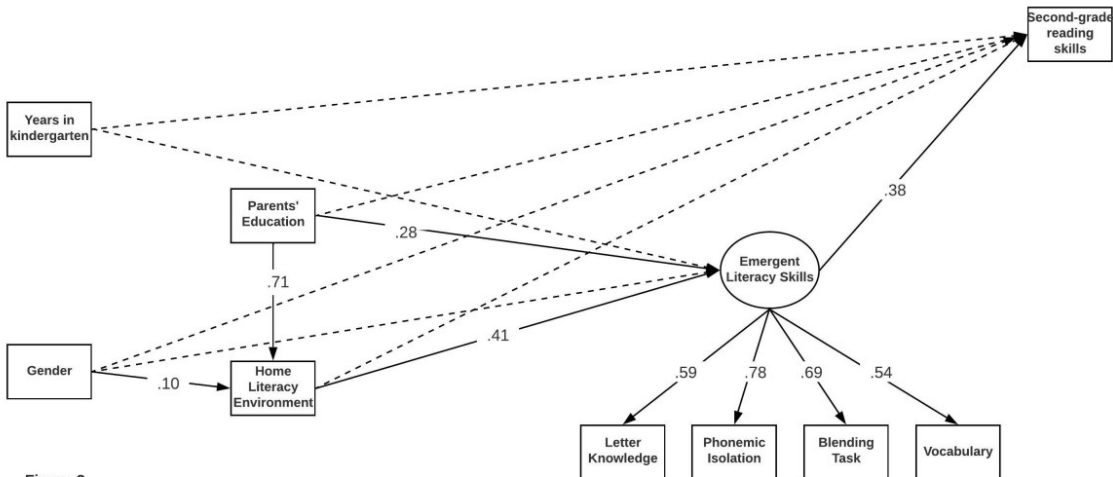 Second-grade
reading
skills
Years in
kindergarten
Parents'
Education
.38
.28
Emergent
Literacy Skills
.71
.41
Gender
.10
Home
Literacy
Environment
.59
.78
.69
.54
Letter
Knowledge
Phonemic
Isolation
Blending
Task
Vocabulary